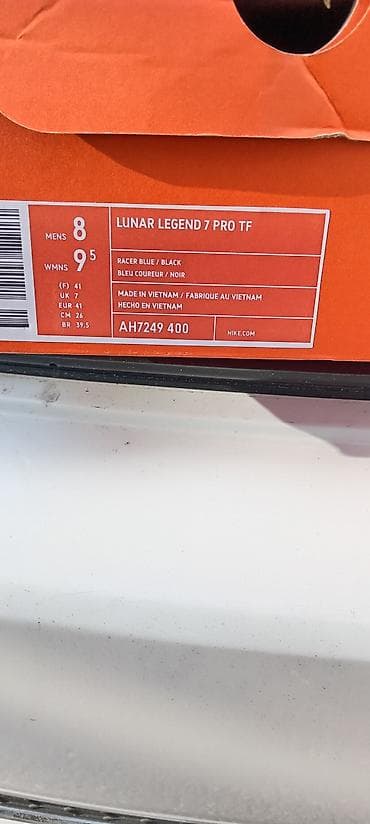 MENS 8
WMNS 9 5
(F) 41
UK 7
EUR 41
CM 26
BR 39.5
LUNAR LEGEND 7 PRO TF
RACER BLUE / BLACK
BLEU COUREUR / NOIR
MADE IN VIETNAM / FABRIQUE AU VIETNAM
HECHO EN VIETNAM
AH7249 400
NIKE.COM